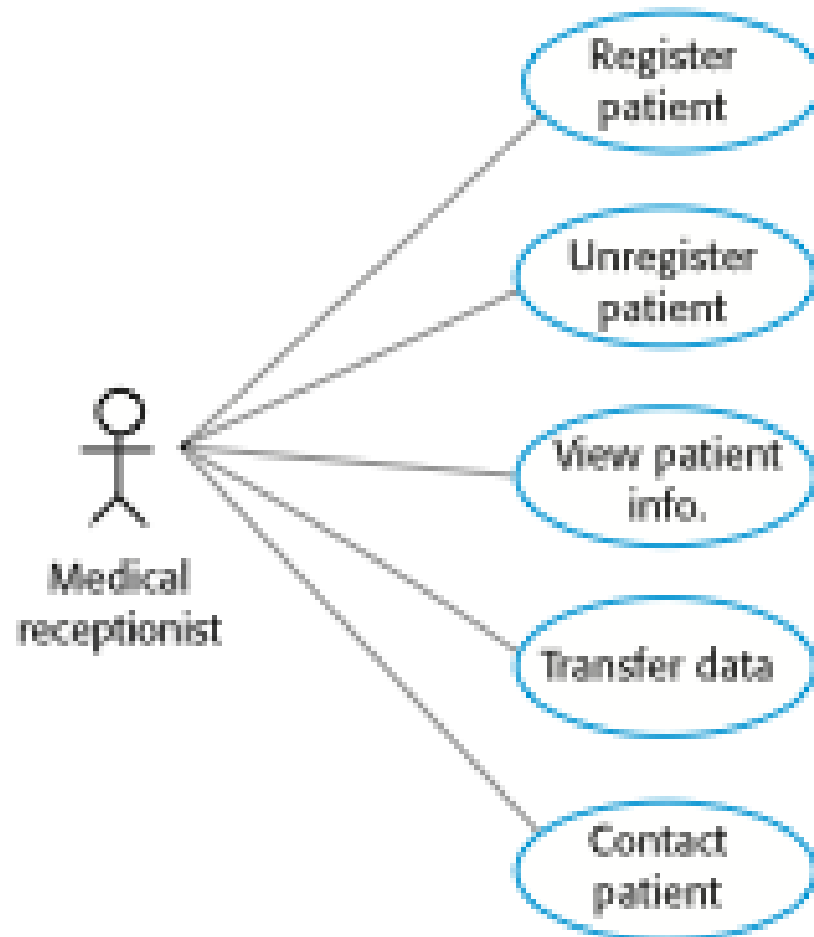 Register
patient
Unregister
patient
View patient
info.
Medical
receptionist
Transfer data
Contact
patient